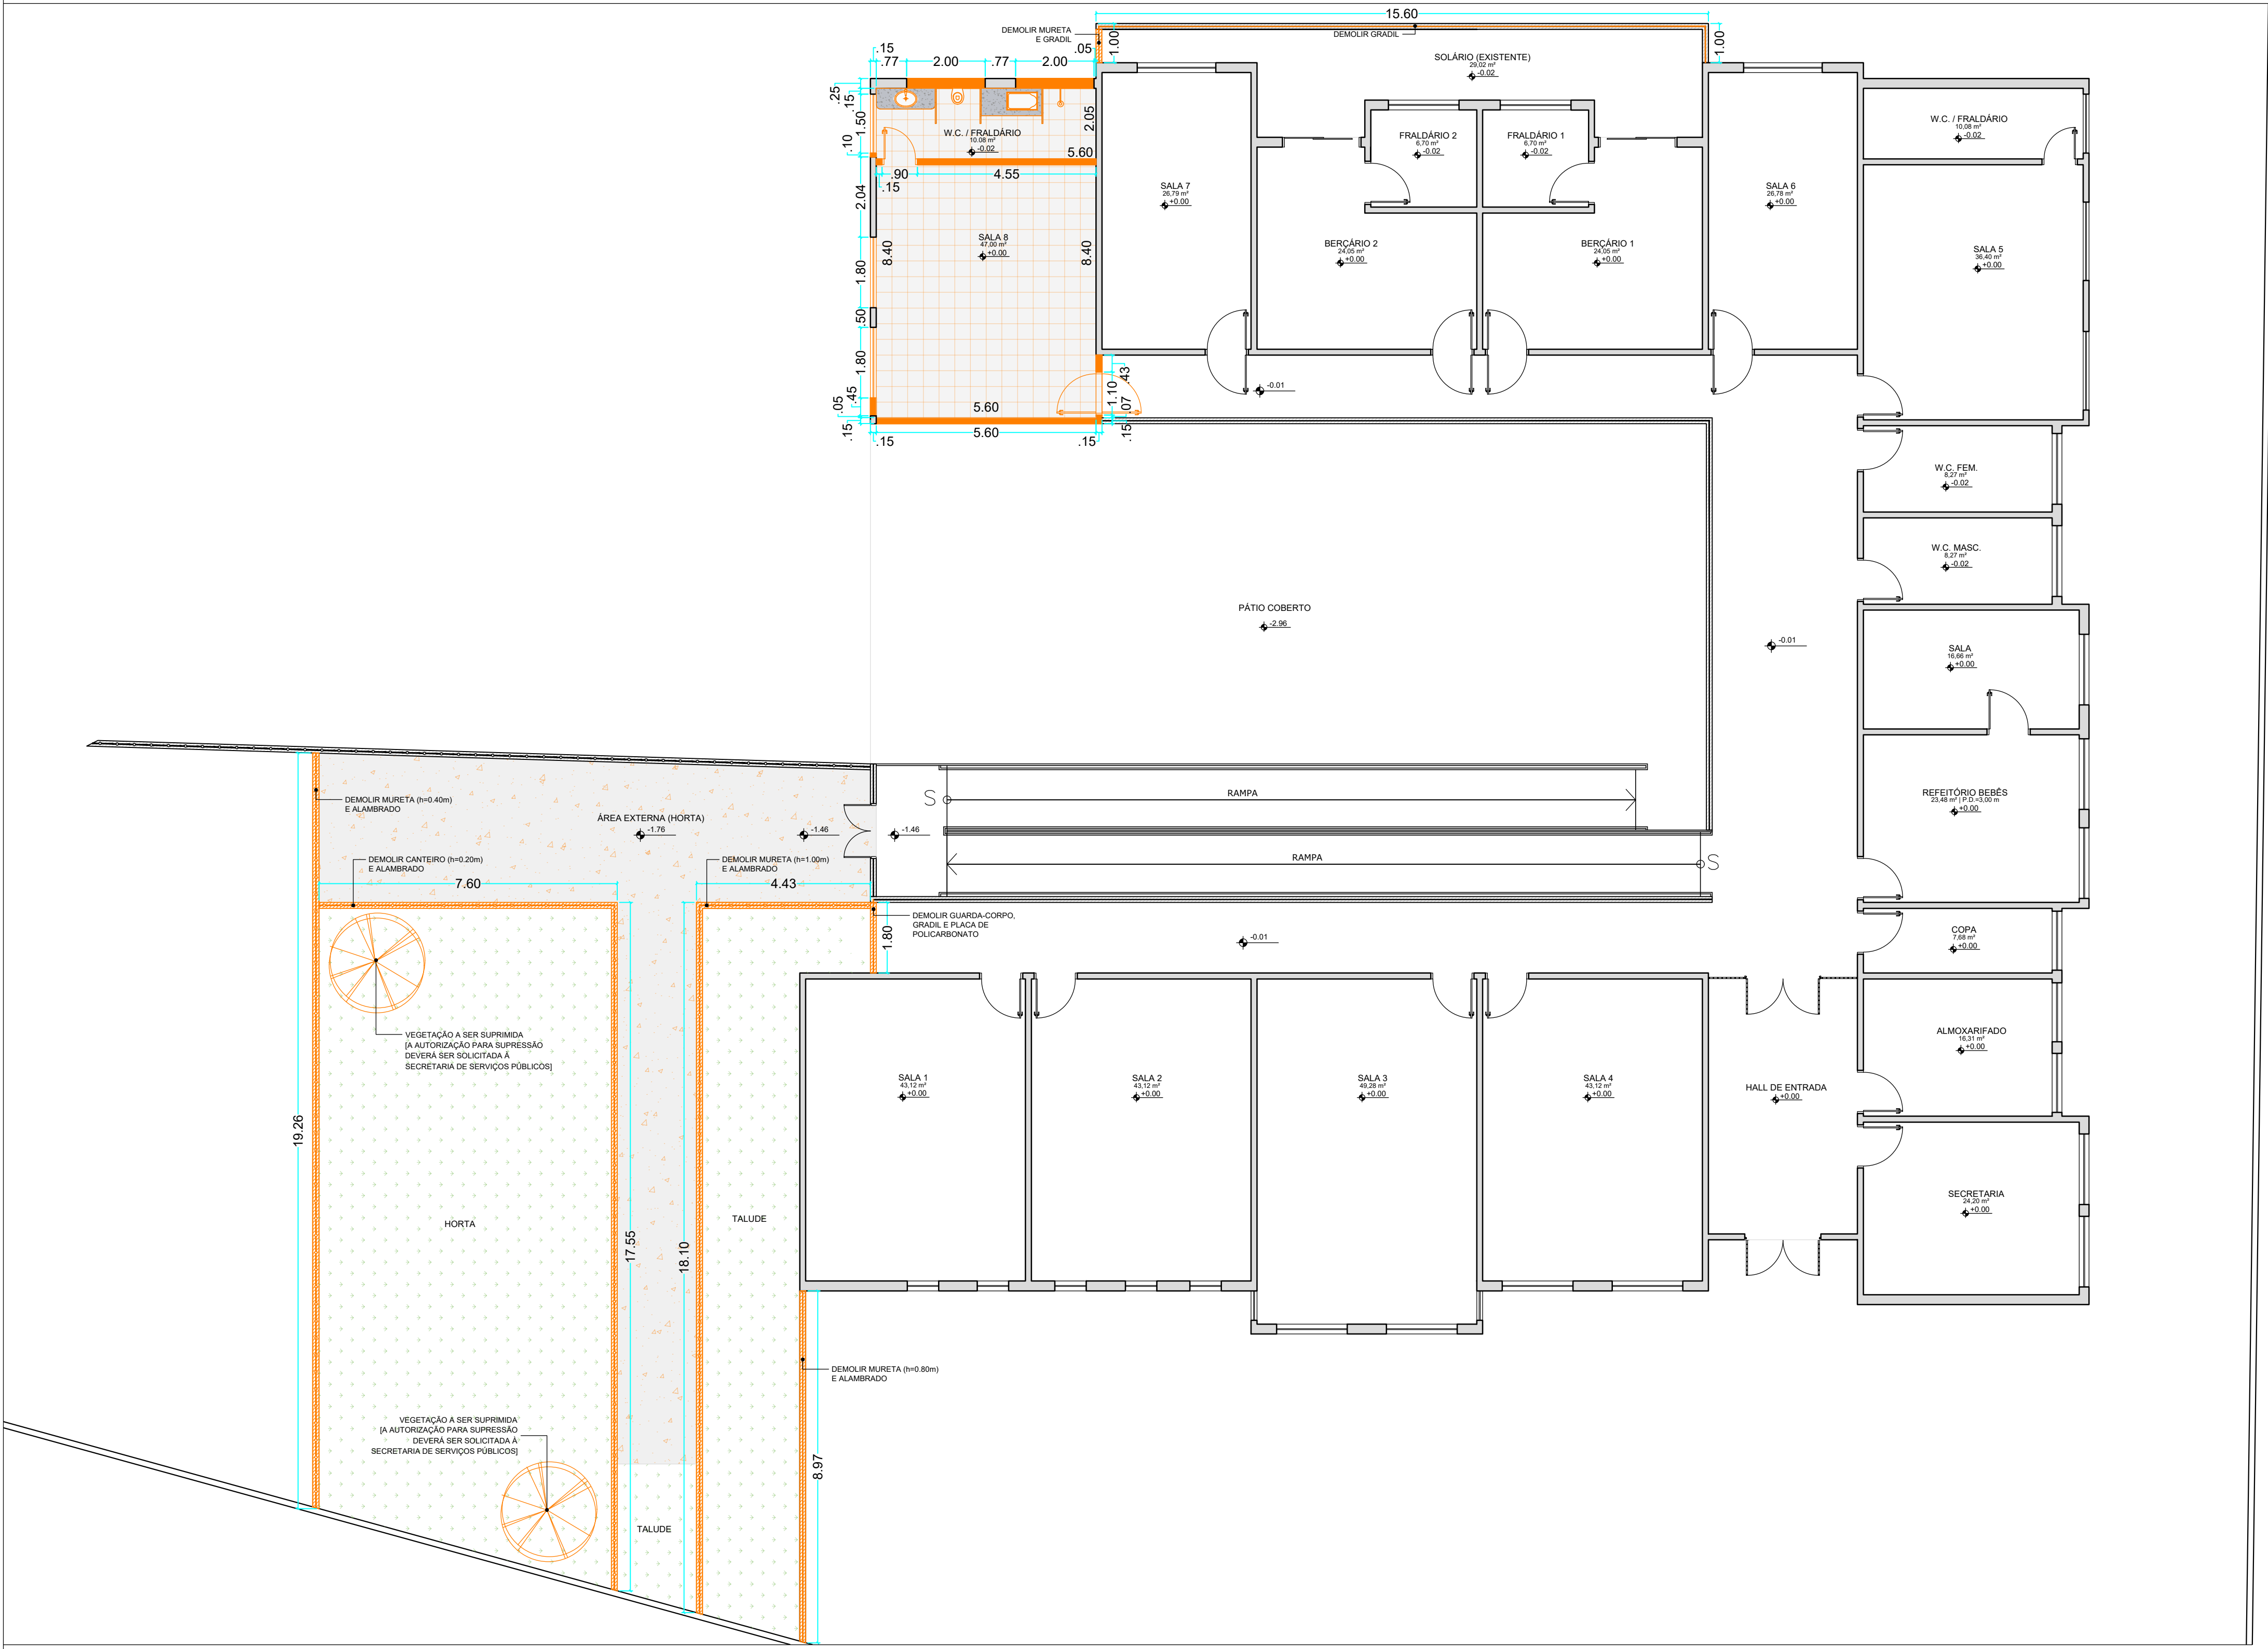 15.60
DEMOLIR MURETA
E GRADIL
DEMOLIR GRADIL
1.00
1.00
.15
.77
2.00
.77
2.00
.05
SOLÁRIO (EXISTENTE)
29,02 m²
-0.02
.25
.15
1.50
.10
2.04
1.80
.50
1.80
.45
.05
.15
W.C. / FRALDÁRIO
10.08 m²
-0.02
2.05
5.60
.90
4.55
.15
SALA 8
47,00 m²
+0.00
8.40
8.40
5.60
5.60
.15
.15
.15
1.10
.43
.07
SALA 7
26,79 m²
+0.00
FRALDÁRIO 2
6,70 m²
-0.02
FRALDÁRIO 1
6,70 m²
-0.02
BERÇÁRIO 2
24,05 m²
+0.00
BERÇÁRIO 1
24,05 m²
+0.00
SALA 6
26,78 m²
+0.00
W.C. / FRALDÁRIO
10,08 m²
-0.02
SALA 5
36,40 m²
+0.00
-0.01
W.C. FEM.
8,27 m²
-0.02
W.C. MASC.
8,27 m²
-0.02
PÁTIO COBERTO
-2.96
-0.01
SALA
16,66 m²
+0.00
REFEITÓRIO BEBÊS
23,48 m² | P.D.=3,00 m
+0.00
DEMOLIR MURETA (h=0.40m)
E ALAMBRADO
ÁREA EXTERNA (HORTA)
-1.76
-1.46
-1.46
S
RAMPA
RAMPA
S
DEMOLIR CANTEIRO (h=0.20m)
E ALAMBRADO
7.60
DEMOLIR MURETA (h=1.00m)
E ALAMBRADO
4.43
DEMOLIR GUARDA-CORPO,
GRADIL E PLACA DE
POLICARBONATO
1.80
-0.01
COPA
7,68 m²
+0.00
VEGETAÇÃO A SER SUPRIMIDA
[A AUTORIZAÇÃO PARA SUPRESSÃO
DEVERÁ SER SOLICITADA À
SECRETARIA DE SERVIÇOS PÚBLICOS]
SALA 1
43,12 m²
+0.00
SALA 2
43,12 m²
+0.00
SALA 3
49,28 m²
+0.00
SALA 4
43,12 m²
+0.00
HALL DE ENTRADA
+0.00
ALMOXARIFADO
16,31 m²
+0.00
SECRETARIA
24,20 m²
+0.00
19.26
HORTA
17.55
18.10
TALUDE
DEMOLIR MURETA (h=0.80m)
E ALAMBRADO
8.97
VEGETAÇÃO A SER SUPRIMIDA
[A AUTORIZAÇÃO PARA SUPRESSÃO
DEVERÁ SER SOLICITADA À
SECRETARIA DE SERVIÇOS PÚBLICOS]
TALUDE